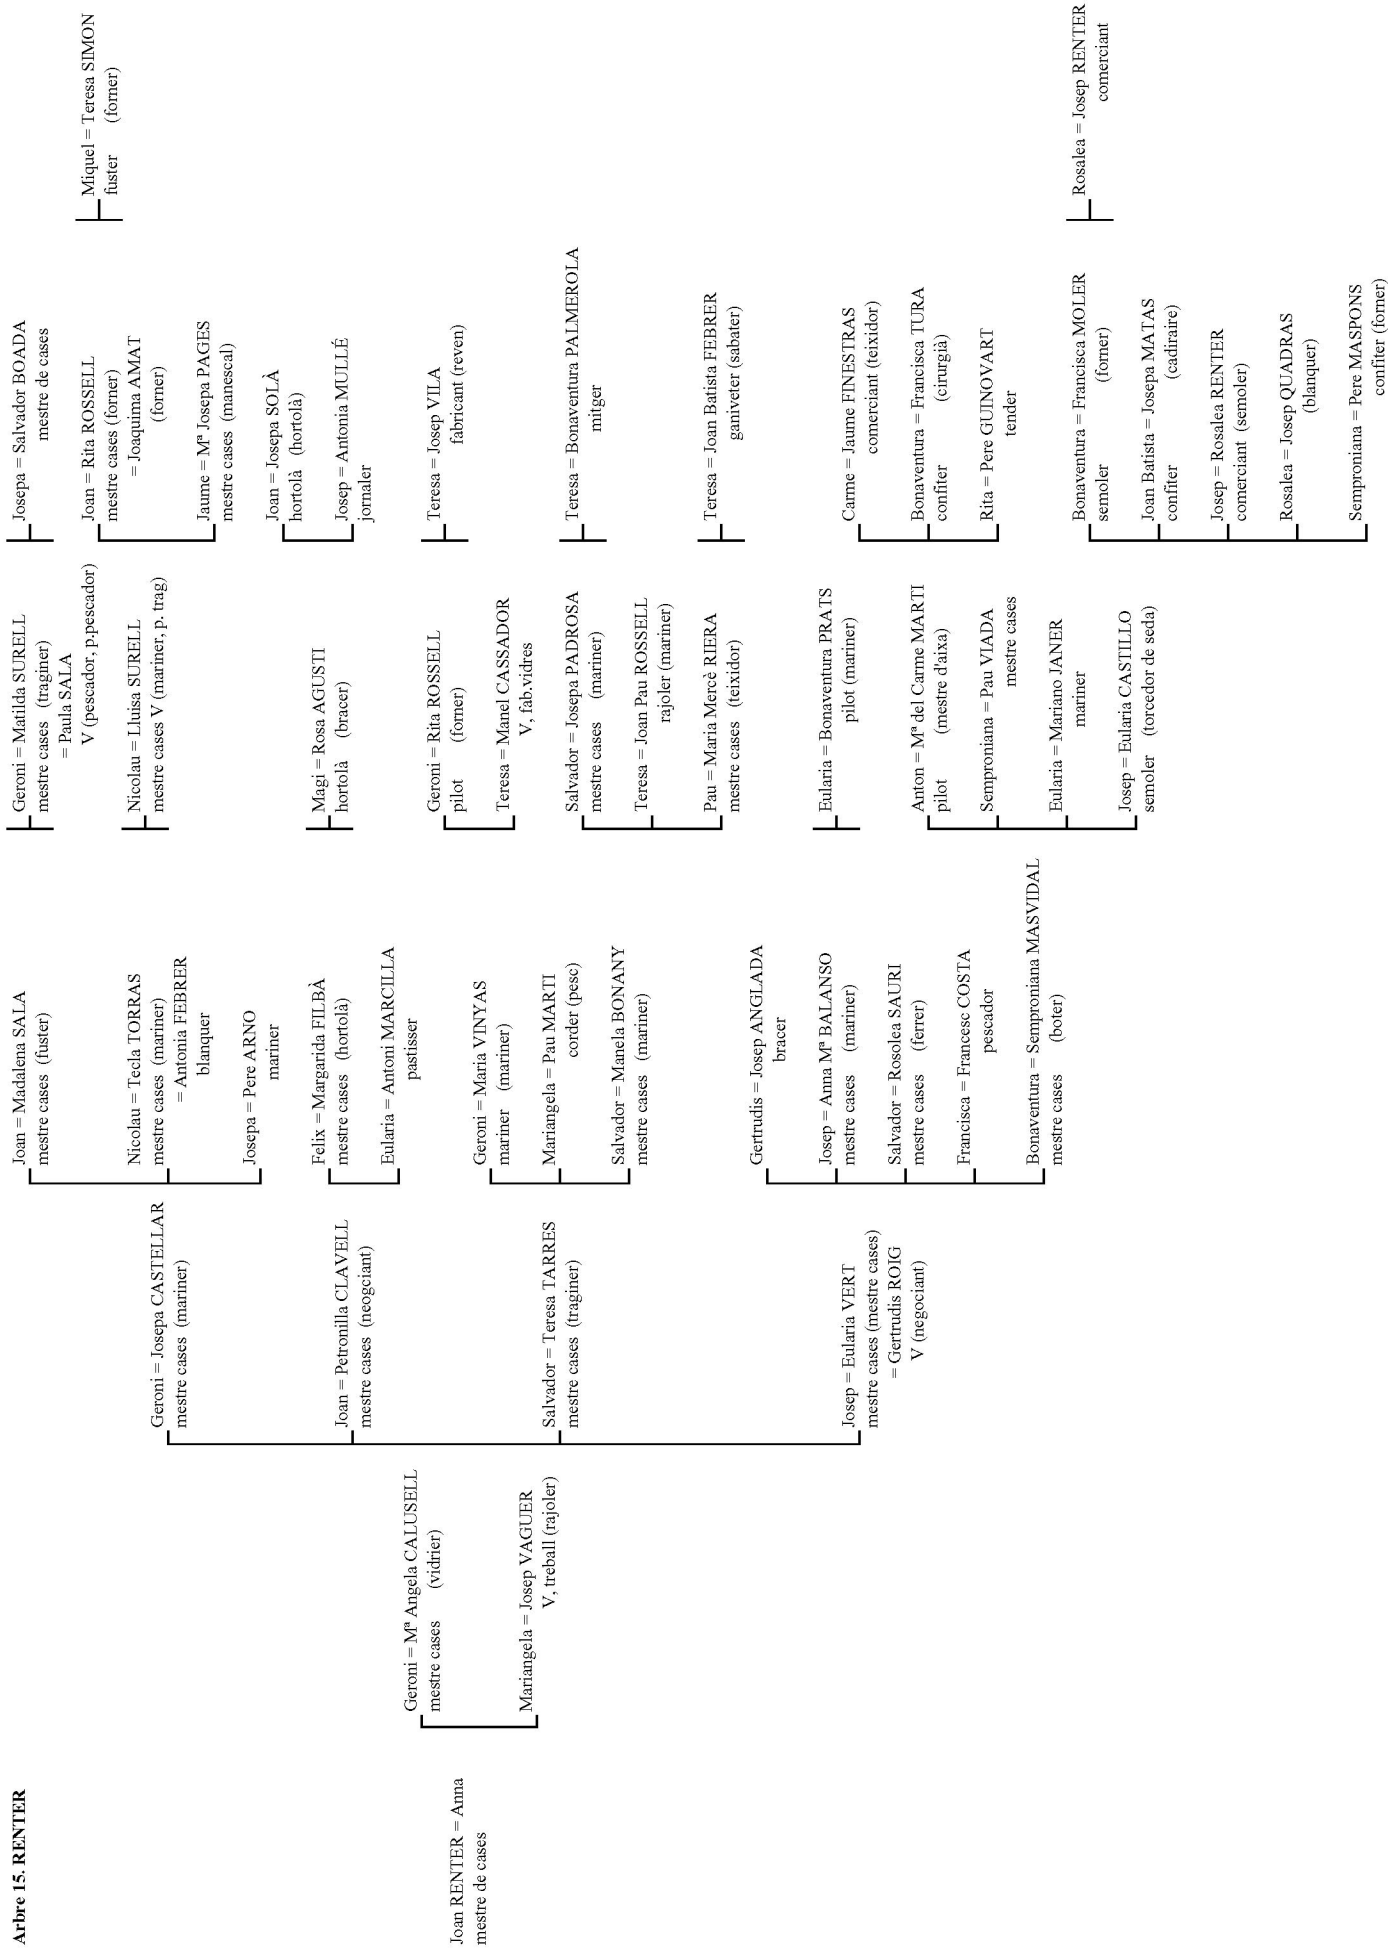 Arbre 15. RENTER
Joan RENTER = Anna
mestre de cases
Geroni = Mª Angela CALUSELL
mestre cases (vidrier)
Mariangela = Josep VAGUER
V, treball (rajoler)
Geroni = Josepa CASTELLAR
mestre cases (mariner)
Joan = Petronilla CLAVELL
mestre cases (neogciant)
Salvador = Teresa TARRES
mestre cases (traginer)
Josep = Eularia VERT
mestre cases (mestre cases)
= Gertrudis ROIG
V (negociant)
Joan = Madalena SALA
mestre cases (fuster)
Nicolau = Tecla TORRAS
mestre cases (mariner)
= Antonia FEBRER
blanquer
Josepa = Pere ARNO
mariner
Felix = Margarida FILBÀ
mestre cases (hortolà)
Eularia = Antoni MARCILLA
pastisser
Geroni = Maria VINYAS
mariner (mariner)
Mariangela = Pau MARTI
corder (pesc)
Salvador = Manela BONANY
mestre cases (mariner)
Gertrudis = Josep ANGLADA
bracer
Josep = Anna Mª BALANSO
mestre cases (mariner)
Salvador = Rosolea SAURI
mestre cases (ferrer)
Francisca = Francesc COSTA
pescador
Bonaventura = Semproniana MASVIDAL
mestre cases (boter)
Geroni = Matilda SURELL
mestre cases (traginer)
= Paula SALA
V (pescador, p.pescador)
Nicolau = Lluisa SURELL
mestre cases V (mariner, p. trag)
Magi = Rosa AGUSTI
hortolà (bracer)
Geroni = Rita ROSSELL
pilot (forner)
Teresa = Manel CASSADOR
V, fab.vidres
Salvador = Josepa PADROSA
mestre cases (mariner)
Teresa = Joan Pau ROSSELL
rajoler (mariner)
Pau = Maria Mercè RIERA
mestre cases (teixidor)
Eularia = Bonaventura PRATS
pilot (mariner)
Anton = Mª del Carme MARTI
pilot (mestre d'aixa)
Semproniana = Pau VIADA
mestre cases
Eularia = Mariano JANER
mariner
Josep = Eularia CASTILLO
semoler (torcedor de seda)
Josepa = Salvador BOADA
mestre de cases
Joan = Rita ROSSELL
mestre cases (forner)
= Joaquima AMAT
(forner)
Jaume = Mª Josepa PAGES
mestre cases (manescal)
Joan = Josepa SOLÀ
hortolà (hortolà)
Josep = Antonia MULLÉ
jornaler
Teresa = Josep VILA
fabricant (reven)
Teresa = Bonaventura PALMEROLA
mitger
Teresa = Joan Batista FEBRER
ganiveter (sabater)
Carme = Jaume FINESTRAS
comerciant (teixidor)
Bonaventura = Francisca TURA
confiter (cirurgià)
Rita = Pere GUINOVART
tender
Bonaventura = Francisca MOLER
semoler (forner)
Joan Batista = Josepa MATAS
confiter (cadiraire)
Josep = Rosalea RENTER
comerciant (semoler)
Rosalea = Josep QUADRAS
(blanquer)
Semproniana = Pere MASPONS
confiter (forner)
Miquel = Teresa SIMON
fuster (forner)
Rosalea = Josep RENTER
comerciant